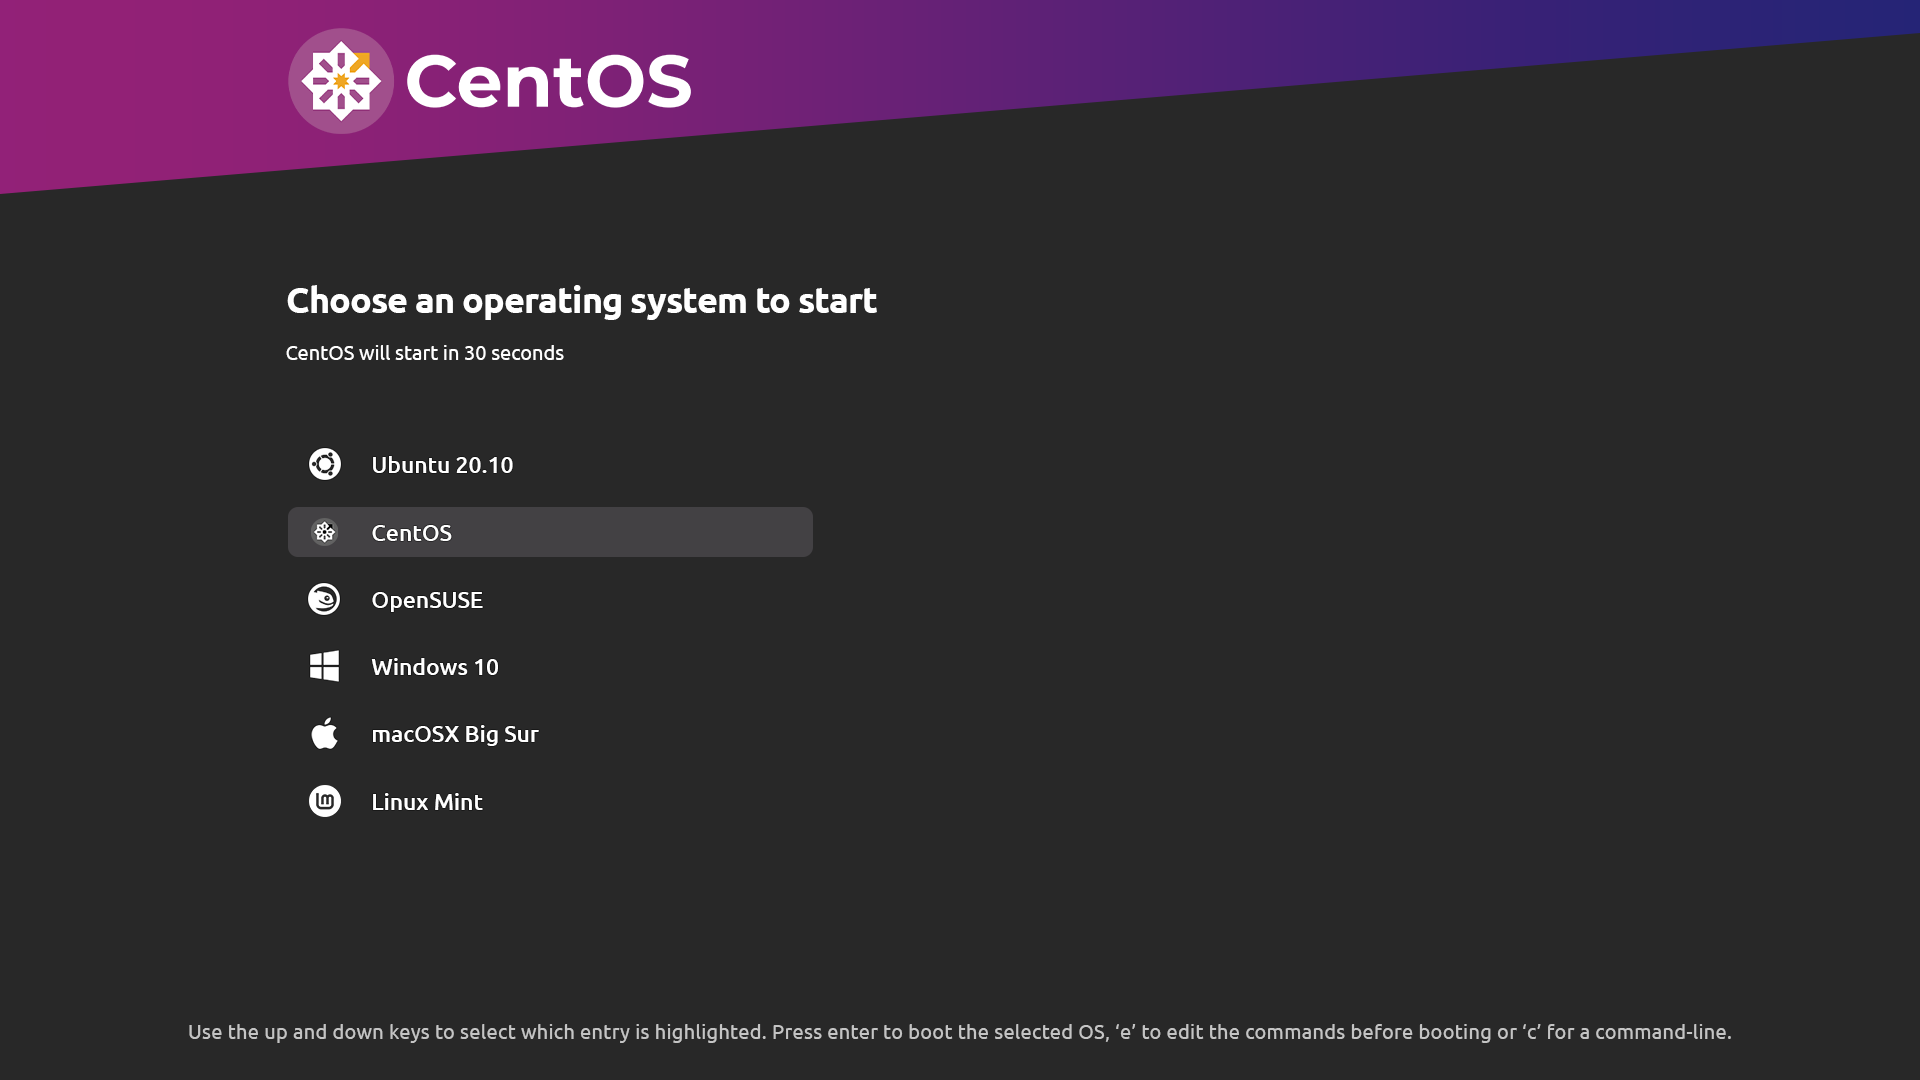 CentOS
Choose an operating system to start
CentOS will start in 30 seconds
Ubuntu 20.10
CentOS
OpenSUSE
Windows 10
macOSX Big Sur
Linux Mint
Use the up and down keys to select which entry is highlighted. Press enter to boot the selected OS, ‘e’ to edit the commands before booting or ‘c’ for a command-line.